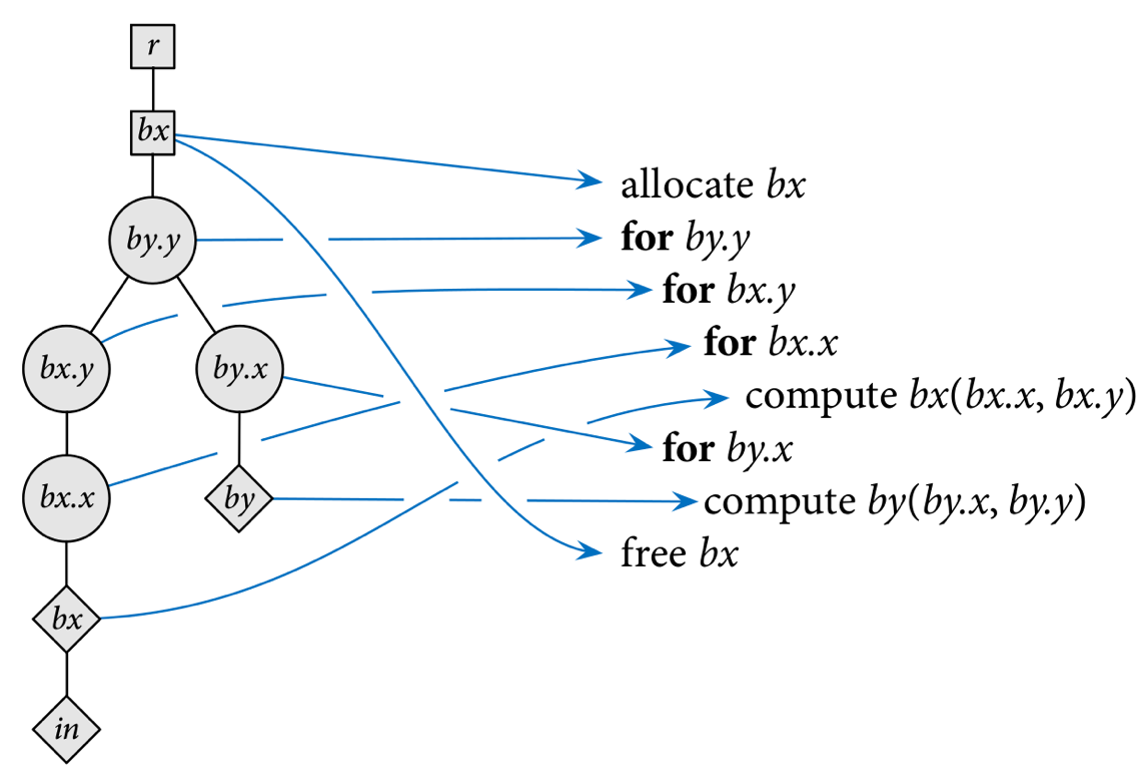 r
bx
allocate bx
by.y
for by.y
for bx.y
bx.y
by.x
for bx.x
compute bx(bx.x, bx.y)
for by.x
bx.x
by
compute by(by.x, by.y)
free bx
bx
in